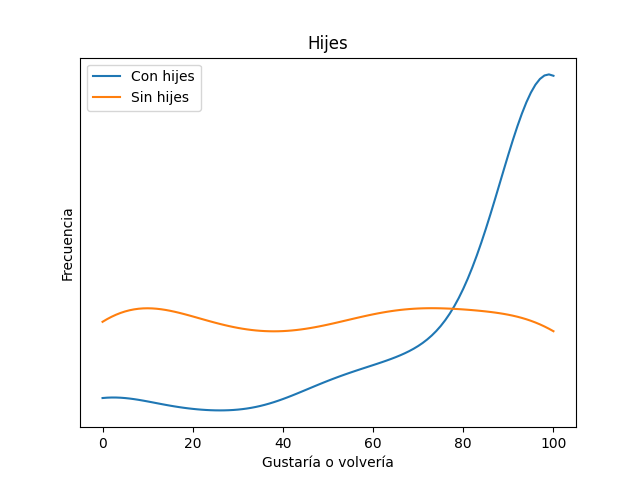 Hijes
Con hijes
Sin hijes
Frecuencia
0 20 40 60 80 100
Gustaría o volvería